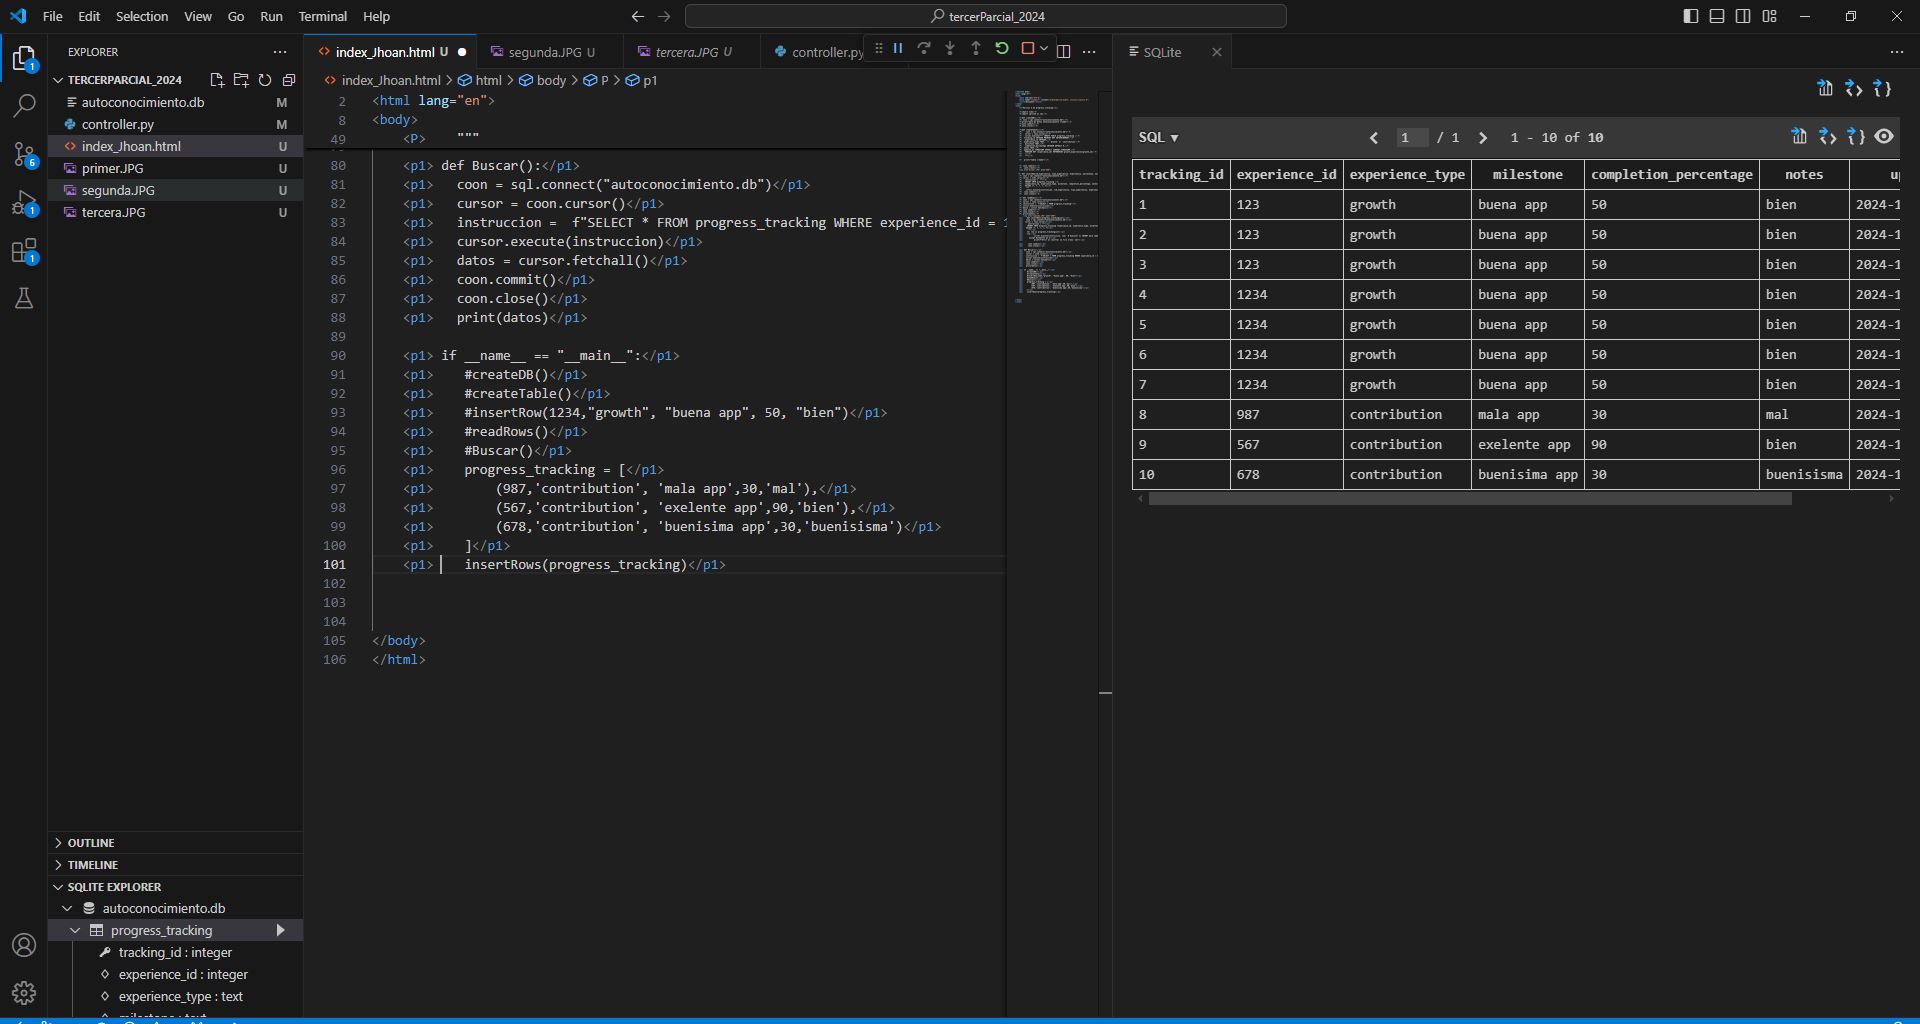 File Edit Selection View Go Run Terminal Help
tercerParcial_2024
EXPLORER
TERCERPARCIAL_2024
autoconocimiento.db M
controller.py M
index_Jhoan.html U
primer.JPG U
segunda.JPG U
tercera.JPG U
1
6
1
1
OUTLINE
TIMELINE
SQLITE EXPLORER
autoconocimiento.db
progress_tracking
tracking_id : integer
experience_id : integer
experience_type : text
index_Jhoan.html U segunda.JPG U tercera.JPG U controller.py
index_Jhoan.html > html > body > P > p1
2 <html lang="en">
8 <body>
49 <P> """
80 <p1> def Buscar():</p1>
81 <p1>   coon = sql.connect("autoconocimiento.db")</p1>
82 <p1>   cursor = coon.cursor()</p1>
83 <p1>   instruccion =  f"SELECT * FROM progress_tracking WHERE experience_id =
84 <p1>   cursor.execute(instruccion)</p1>
85 <p1>   datos = cursor.fetchall()</p1>
86 <p1>   coon.commit()</p1>
87 <p1>   coon.close()</p1>
88 <p1>   print(datos)</p1>
89
90 <p1> if __name__ == "__main__":</p1>
91 <p1>    #createDB()</p1>
92 <p1>    #createTable()</p1>
93 <p1>    #insertRow(1234,"growth", "buena app", 50, "bien")</p1>
94 <p1>    #readRows()</p1>
95 <p1>    #Buscar()</p1>
96 <p1>    progress_tracking = [</p1>
97 <p1>        (987,'contribution', 'mala app',30,'mal'),</p1>
98 <p1>        (567,'contribution', 'exelente app',90,'bien'),</p1>
99 <p1>        (678,'contribution', 'buenisima app',30,'buenisisma')</p1>
100 <p1>    ]</p1>
101 <p1>    insertRows(progress_tracking)</p1>
102
103
104
105 </body>
106 </html>
SQLite
SQL ▼ < 1 / 1 > 1 - 10 of 10
tracking_id experience_id experience_type milestone completion_percentage notes
1 123 growth buena app 50 bien 2024-1
2 123 growth buena app 50 bien 2024-1
3 123 growth buena app 50 bien 2024-1
4 1234 growth buena app 50 bien 2024-1
5 1234 growth buena app 50 bien 2024-1
6 1234 growth buena app 50 bien 2024-1
7 1234 growth buena app 50 bien 2024-1
8 987 contribution mala app 30 mal 2024-1
9 567 contribution exelente app 90 bien 2024-1
10 678 contribution buenisima app 30 buenisisma 2024-1